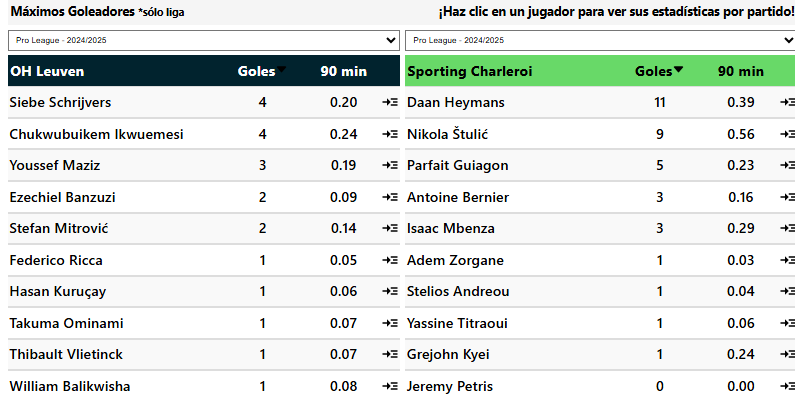 Máximos Goleadores *sólo liga ¡Haz clic en un jugador para ver sus estadísticas por partido!
Pro League - 2024/2025 Pro League - 2024/2025
OH Leuven Goles 90 min Sporting Charleroi Goles 90 min
Siebe Schrijvers 4 0.20 Daan Heymans 11 0.39
Chukwubuikem Ikwuemesi 4 0.24 Nikola Štulić 9 0.56
Youssef Maziz 3 0.19 Parfait Guiagon 5 0.23
Ezechiel Banzuzi 2 0.09 Antoine Bernier 3 0.16
Stefan Mitrović 2 0.14 Isaac Mbenza 3 0.29
Federico Ricca 1 0.05 Adem Zorgane 1 0.03
Hasan Kuruçay 1 0.06 Stelios Andreou 1 0.04
Takuma Ominami 1 0.07 Yassine Titraoui 1 0.06
Thibault Vlietinck 1 0.07 Grejohn Kyei 1 0.24
William Balikwisha 1 0.08 Jeremy Petris 0 0.00